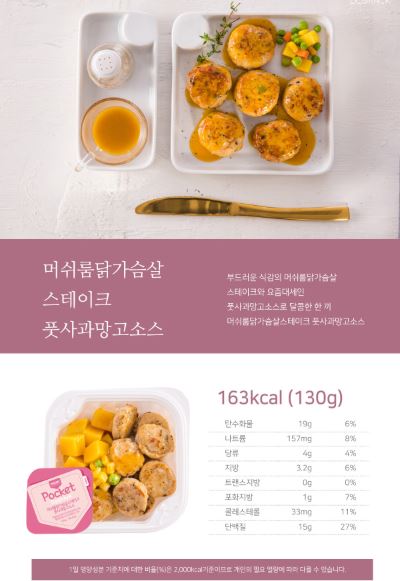 머쉬룸닭가슴살
스테이크
풋사과망고소스
부드러운 식감의 머쉬룸닭가슴살
스테이크와 요즘대세인
풋사과망고소스로 달콤한 한 끼
머쉬룸닭가슴살스테이크 풋사과망고소스
Pocket
163kcal (130g)
탄수화물 19g 6%
나트륨 157mg 8%
당류 4g 4%
지방 3.2g 6%
트랜스지방 0g 0%
포화지방 1g 7%
콜레스테롤 33mg 11%
단백질 15g 27%
1일 영양성분 기준치에 대한 비율(%)은 2,000kcal기준이므로 개인의 필요 열량에 따라 다를 수 있습니다.